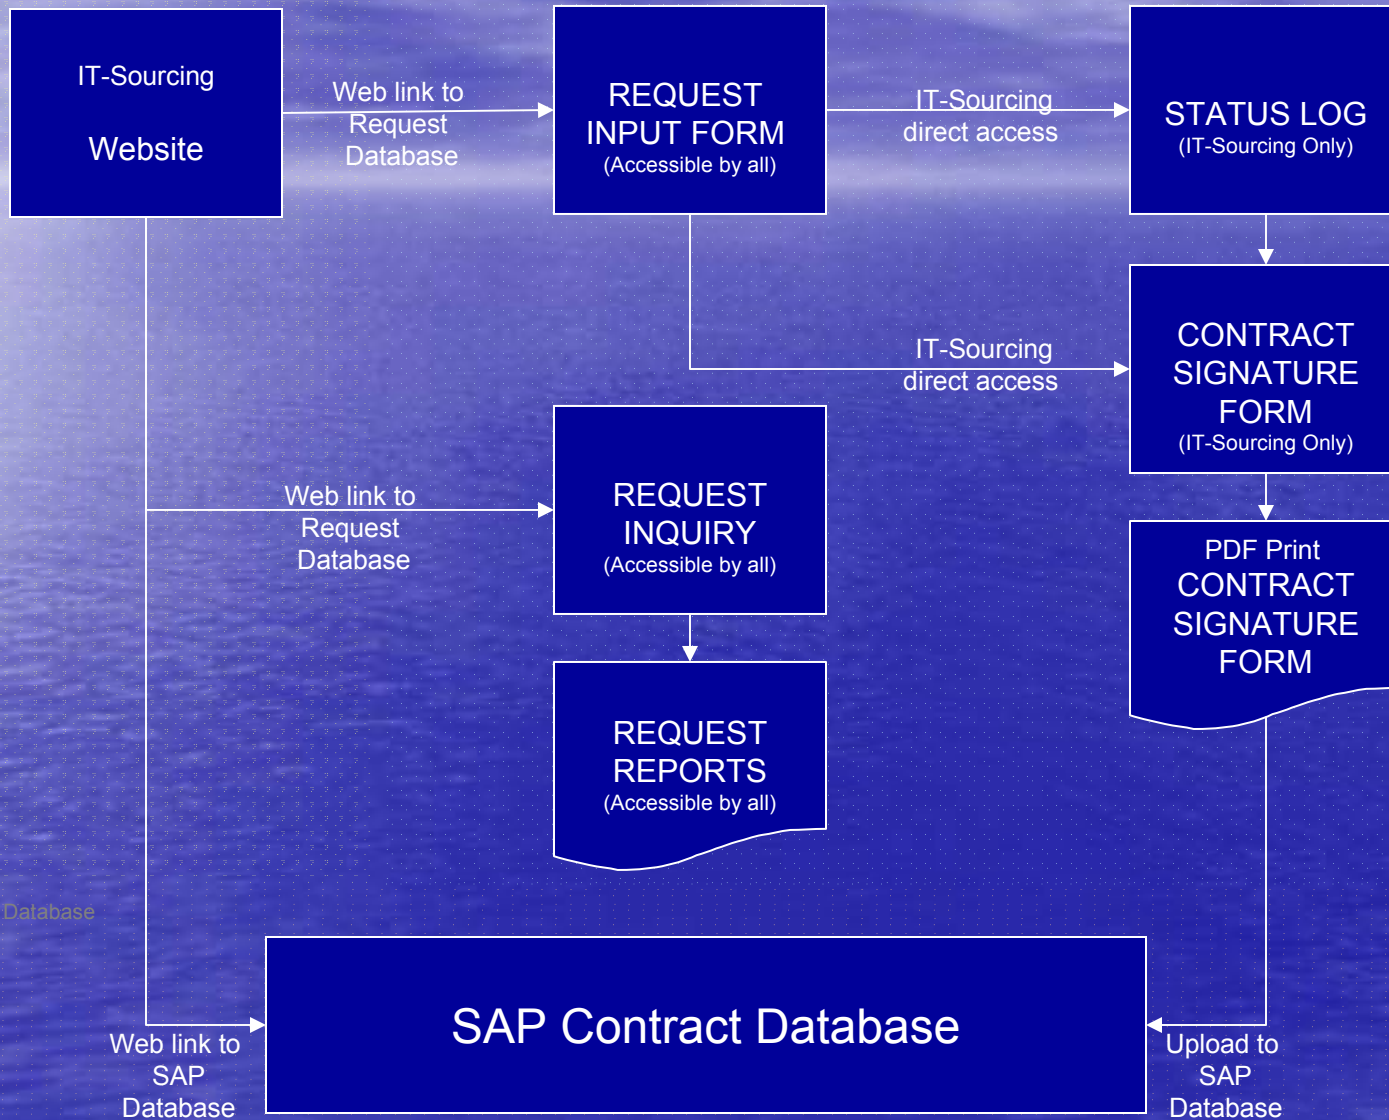 IT-Sourcing
Website
Web link to
Request
Database
REQUEST
INPUT FORM
(Accessible by all)
IT-Sourcing
direct access
STATUS LOG
(IT-Sourcing Only)
IT-Sourcing
direct access
CONTRACT
SIGNATURE
FORM
(IT-Sourcing Only)
Web link to
Request
Database
REQUEST
INQUIRY
(Accessible by all)
PDF Print
CONTRACT
SIGNATURE
FORM
REQUEST
REPORTS
(Accessible by all)
Database
SAP Contract Database
Web link to
SAP
Database
Upload to
SAP
Database